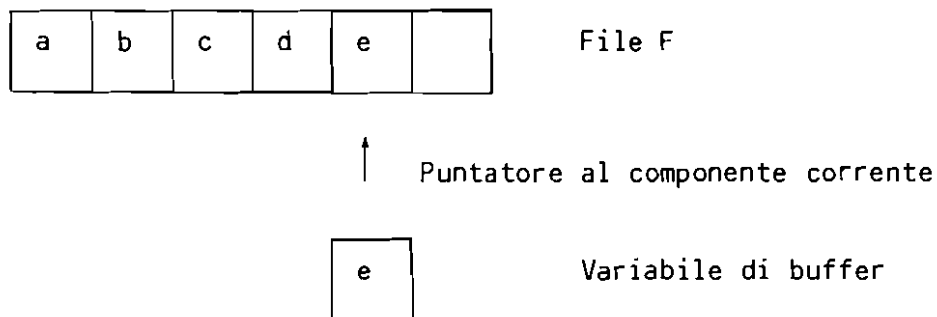 a b c d e File F
Puntatore al componente corrente
e Variabile di buffer